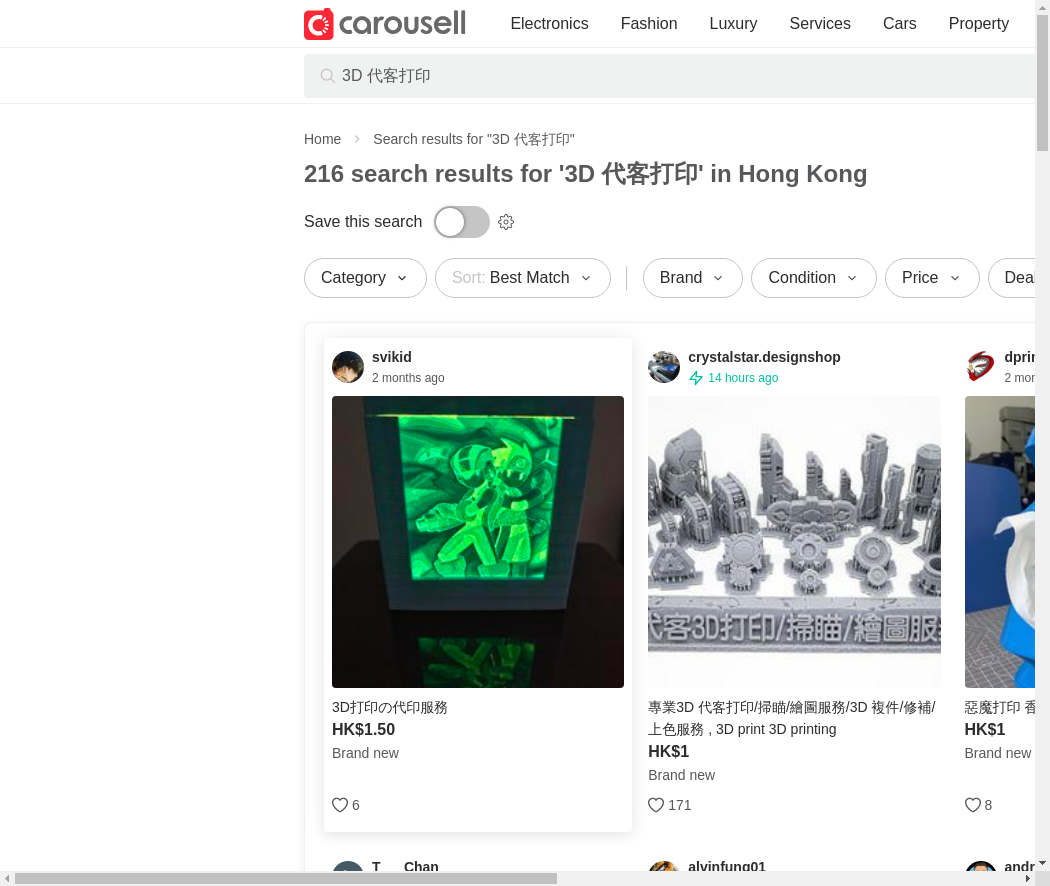 carousell
Electronics Fashion Luxury Services Cars Property
3D 代客打印
Home
Search results for "3D 代客打印"
216 search results for '3D 代客打印' in Hong Kong
Save this search
Category
Sort: Best Match
Brand
Condition
Price
svikid
2 months ago
3D打印の代印服務
HK$1.50
Brand new
6
crystalstar.designshop
14 hours ago
代客3D打印/掃瞄/繪圖服
專業3D 代客打印/掃瞄/繪圖服務/3D 複件/修補/
上色服務 , 3D print 3D printing
HK$1
Brand new
171
2
惡魔打印
HK$1
Brand new
8
T___Chan
alvinfung01